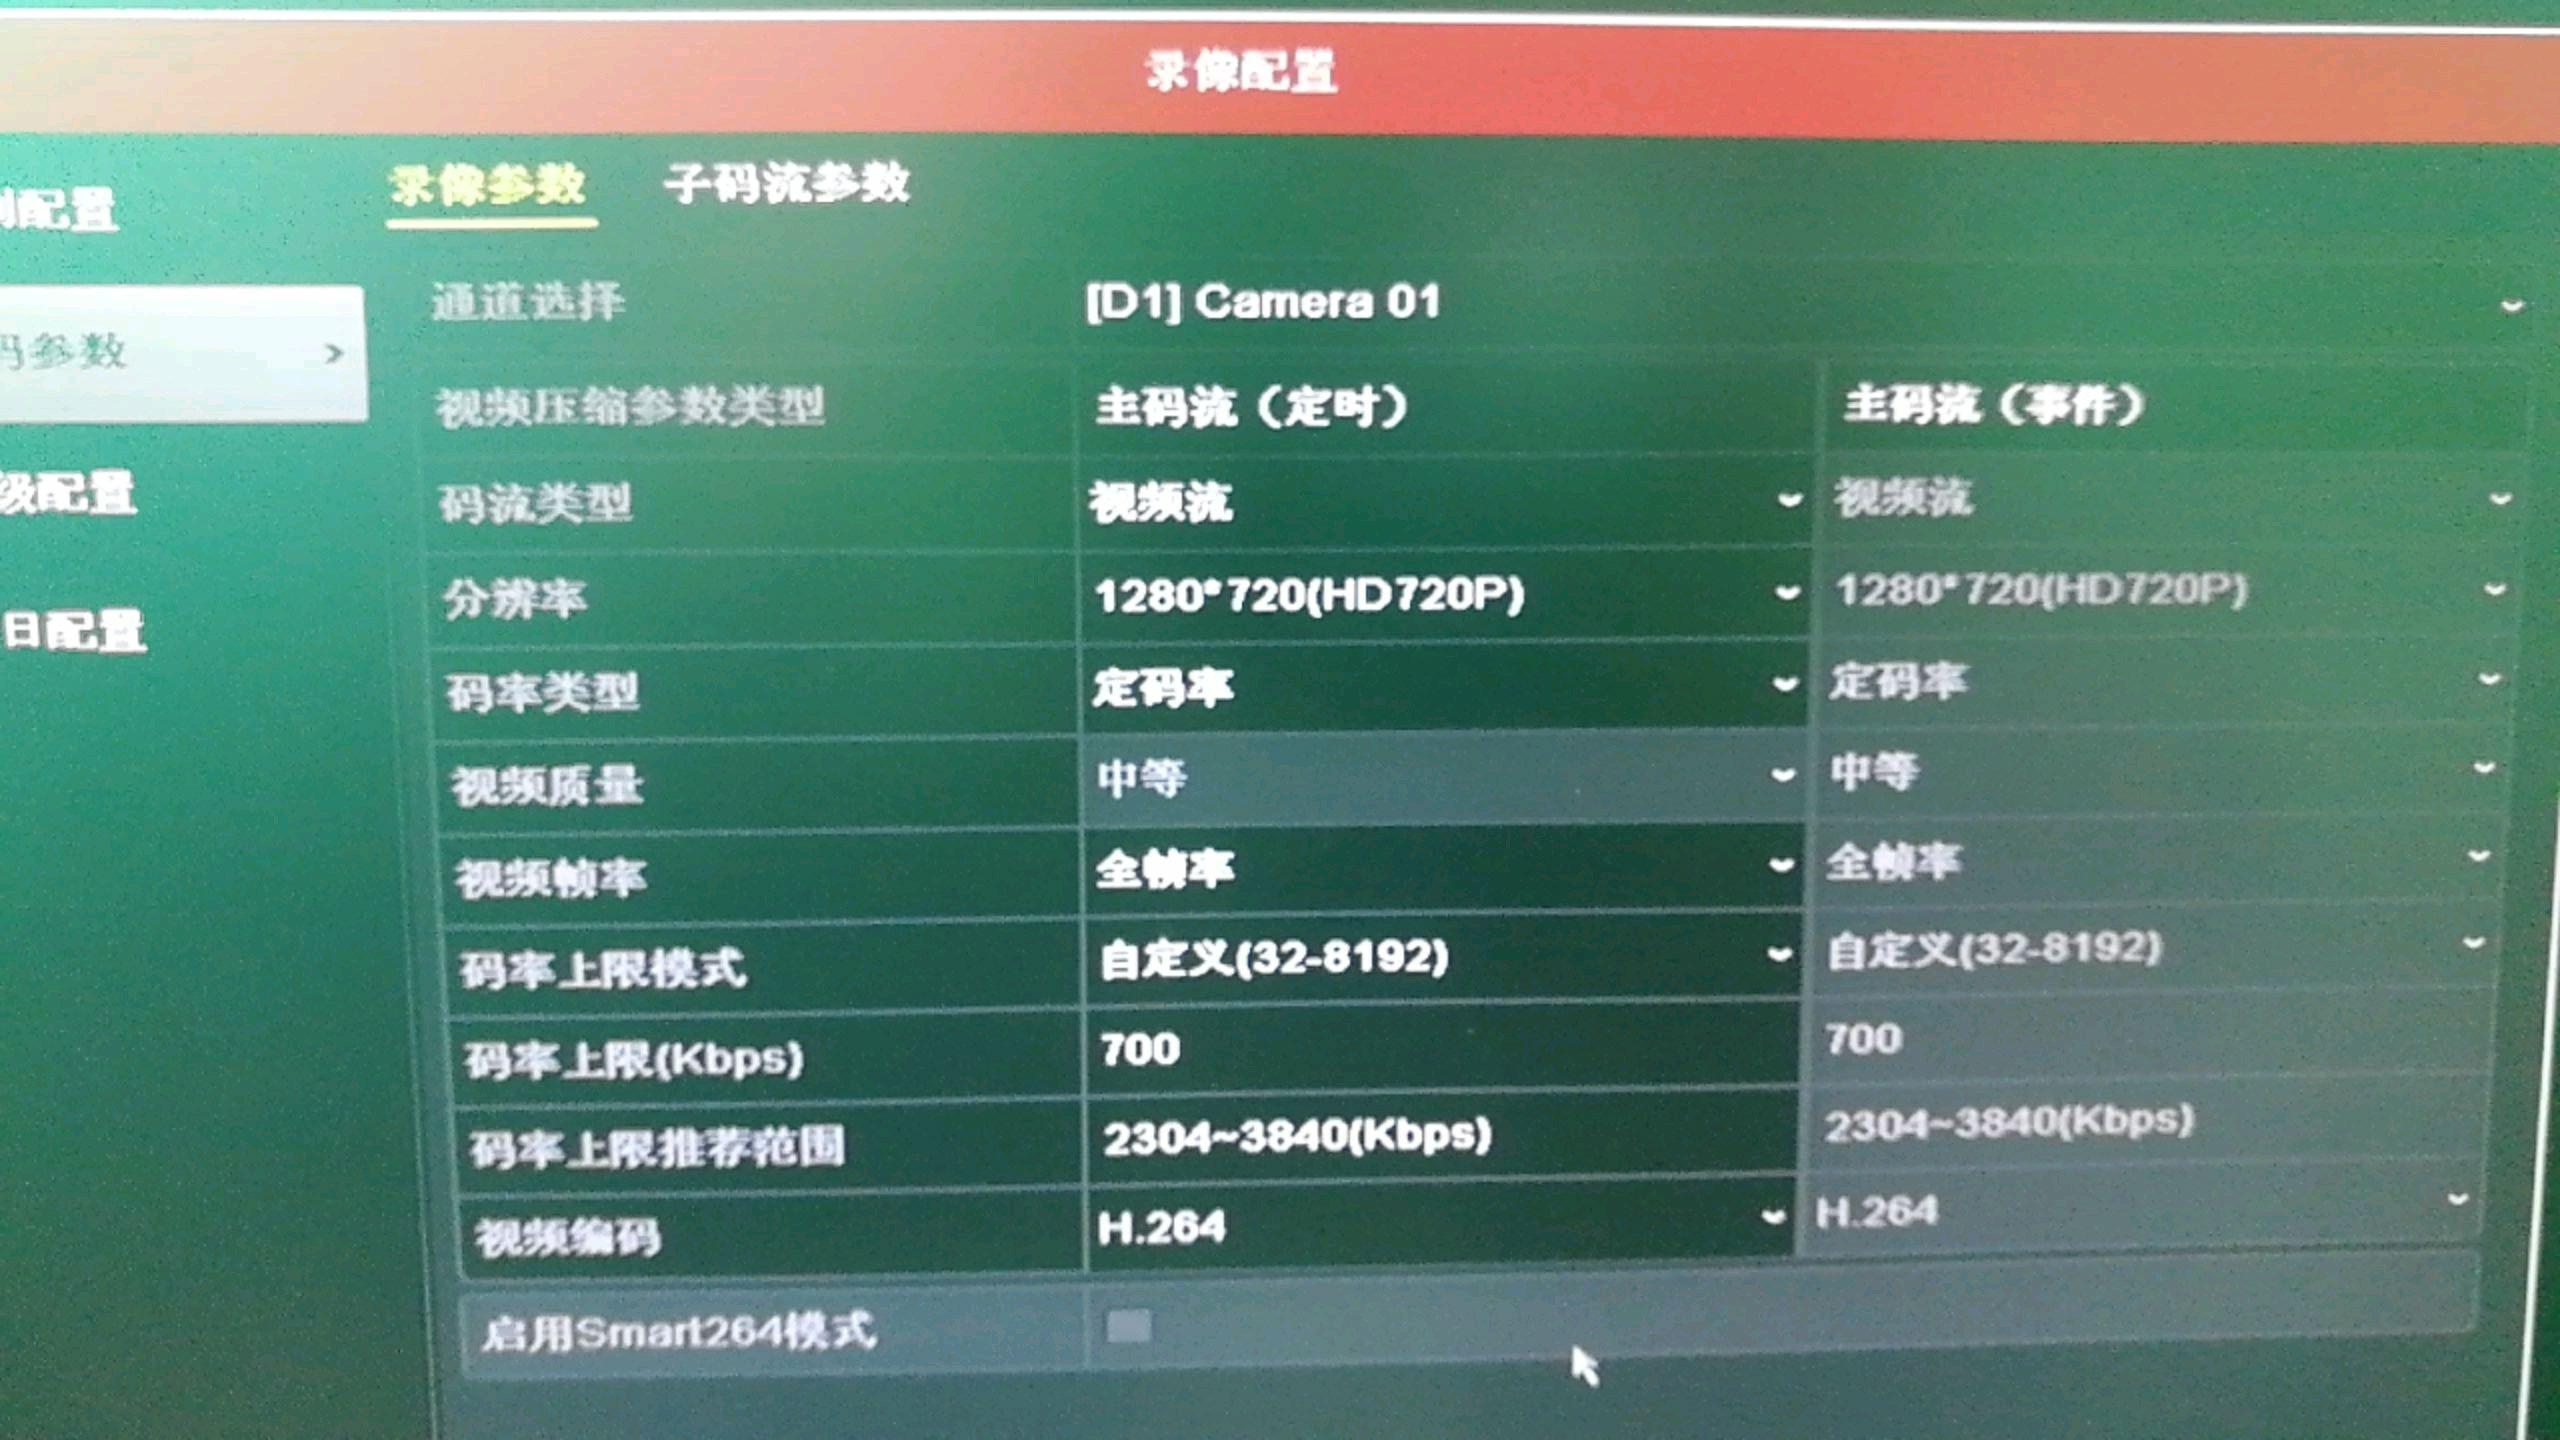 录像配置
录像参数 子码流参数
配置
码参数 >
级配置
日配置
通道选择 [D1] Camera 01
视频压缩参数类型 主码流（定时） 主码流（事件）
码流类型 视频流 视频流
分辨率 1280*720(HD720P) 1280*720(HD720P)
码率类型 定码率 定码率
视频质量 中等 中等
视频帧率 全帧率 全帧率
码率上限模式 自定义(32-8192) 自定义(32-8192)
码率上限(Kbps) 700 700
码率上限推荐范围 2304~3840(Kbps) 2304~3840(Kbps)
视频编码 H.264 H.264
启用Smart264模式